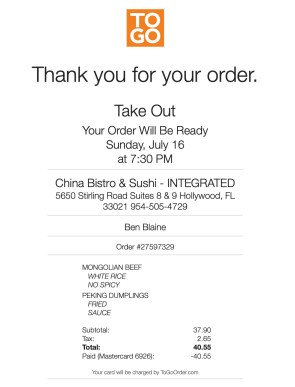 TO
GO
Thank you for your order.
Take Out
Your Order Will Be Ready
Sunday, July 16
at 7:30 PM
China Bistro & Sushi - INTEGRATED
5650 Stirling Road Suites 8 & 9 Hollywood, FL
33021 954-505-4729
Ben Blaine
Order #27597329
MONGOLIAN BEEF
WHITE RICE
NO SPICY
PEKING DUMPLINGS
FRIED
SAUCE
Subtotal: 37.90
Tax: 2.65
Total: 40.55
Paid (Mastercard 6926): -40.55
Your card will be charged by ToGoOrder.com